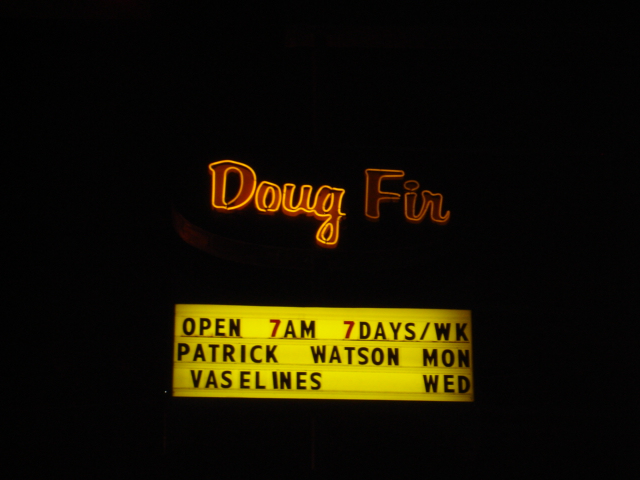 Doug Fir
OPEN 7AM 7DAYS/WK
PATRICK WATSON MON
VASELINES WED